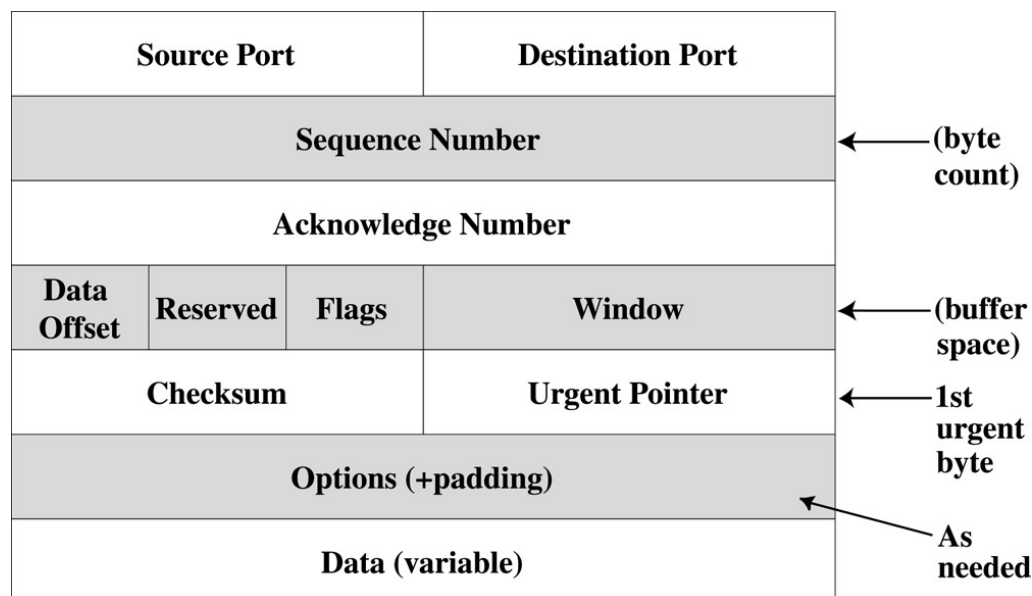 Source Port
Destination Port
Sequence Number
(byte
count)
Acknowledge Number
Data
Offset
Reserved
Flags
Window
(buffer
space)
Checksum
Urgent Pointer
1st
urgent
byte
Options (+padding)
As
needed
Data (variable)